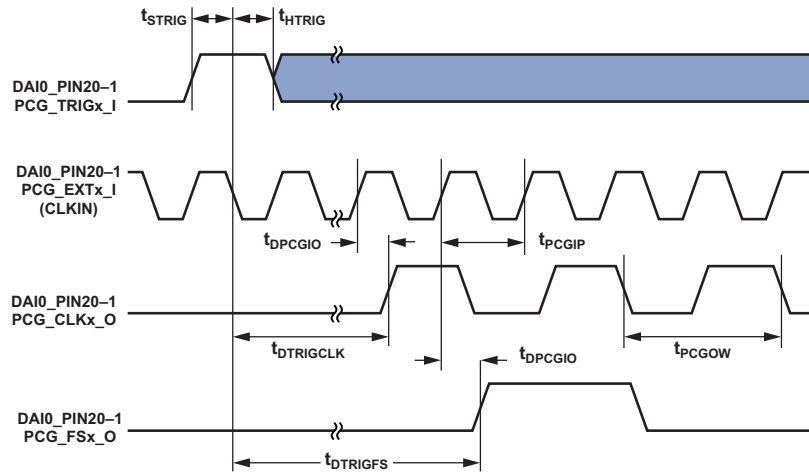 tSTRIG
tHTRIG
DAI0_PIN20–1
PCG_TRIGx_I
DAI0_PIN20–1
PCG_EXTx_I
(CLKIN)
tDPCGIO
tPCGIP
DAI0_PIN20–1
PCG_CLKx_O
tDTRIGCLK
tDPCGIO
tPCGOW
DAI0_PIN20–1
PCG_FSx_O
tDTRIGFS